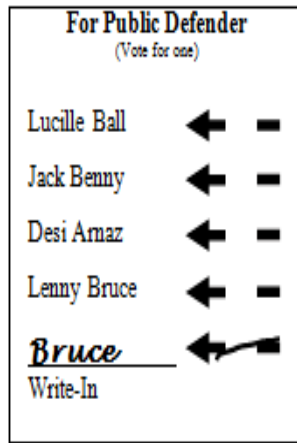 For Public Defender
(Vote for one)
Lucille Ball
Jack Benny
Desi Arnaz
Lenny Bruce
Bruce
Write-In